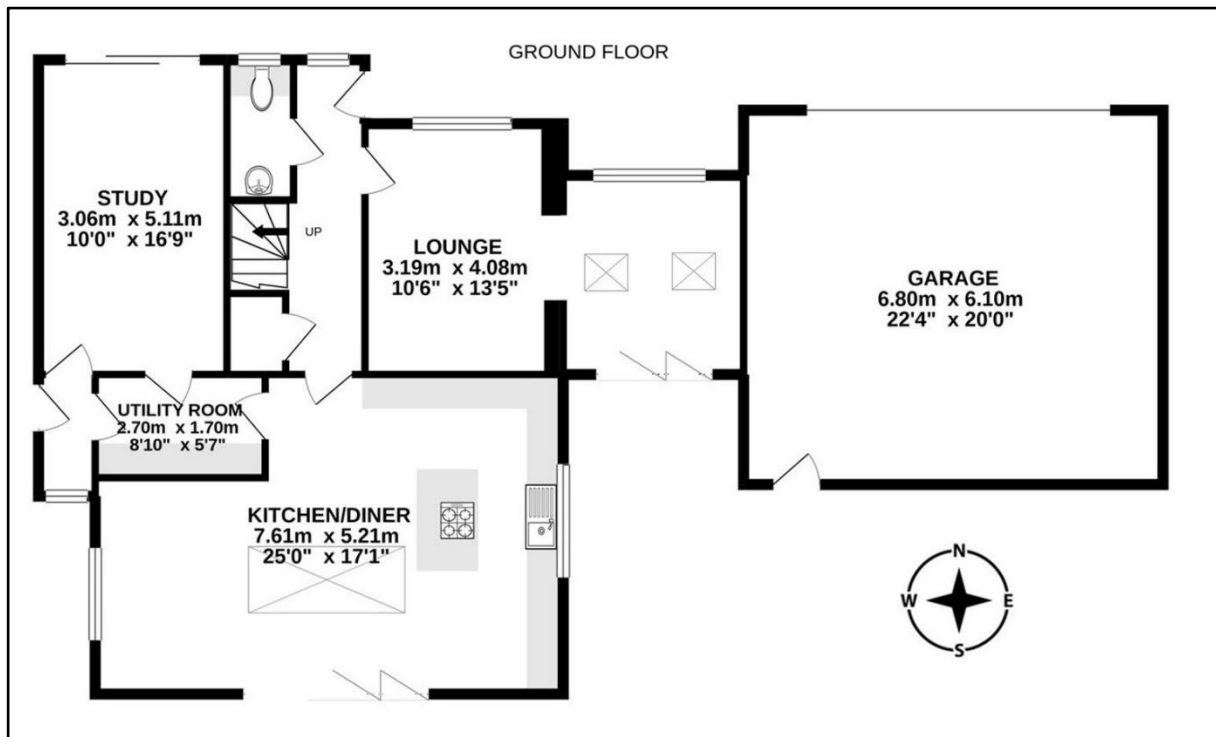 GROUND FLOOR
STUDY
3.06m x 5.11m
10'0" x 16'9"
UP
LOUNGE
3.19m x 4.08m
10'6" x 13'5"
GARAGE
6.80m x 6.10m
22'4" x 20'0"
UTILITY ROOM
2.70m x 1.70m
8'10" x 5'7"
KITCHEN/DINER
7.61m x 5.21m
25'0" x 17'1"
N
W E
S